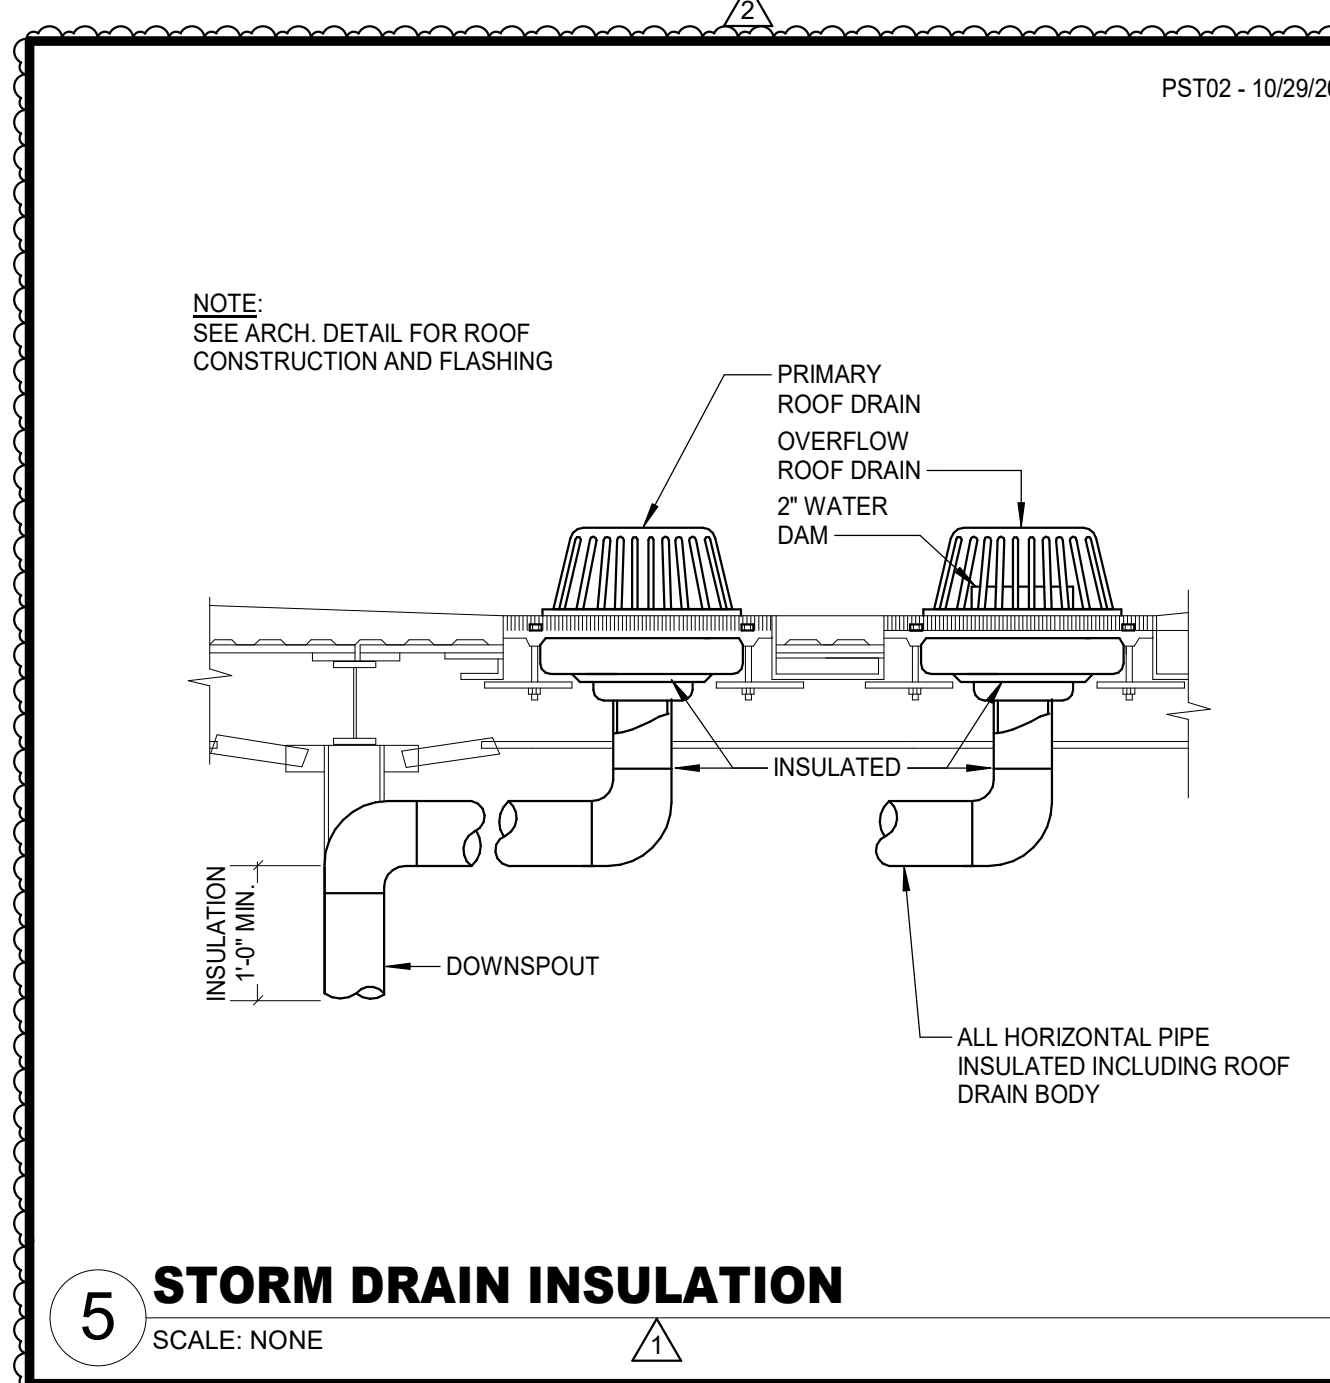 2
PST02 - 10/29/20
NOTE:
SEE ARCH. DETAIL FOR ROOF
CONSTRUCTION AND FLASHING
PRIMARY
ROOF DRAIN
OVERFLOW
ROOF DRAIN
2" WATER
DAM
INSULATED
INSULATION
1'-0" MIN.
DOWNSPOUT
ALL HORIZONTAL PIPE
INSULATED INCLUDING ROOF
DRAIN BODY
5
STORM DRAIN INSULATION
SCALE: NONE
1